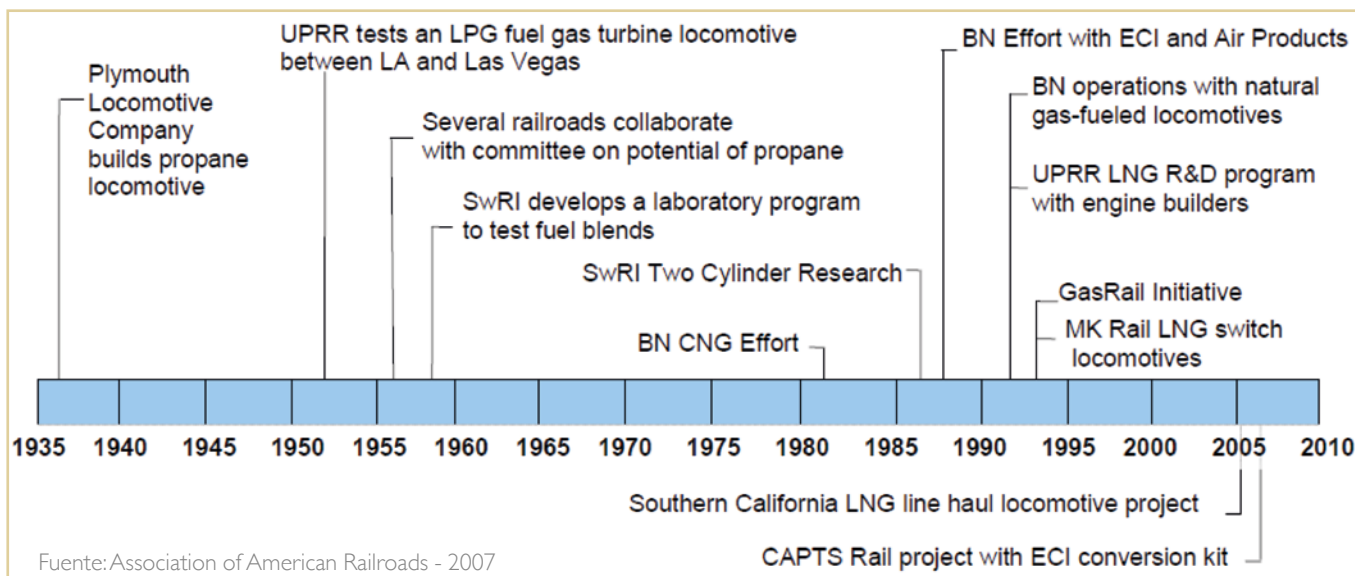 Plymouth
Locomotive
Company
builds propane
locomotive
UPRR tests an LPG fuel gas turbine locomotive
between LA and Las Vegas
Several railroads collaborate
with committee on potential of propane
SwRI develops a laboratory program
to test fuel blends
SwRI Two Cylinder Research
BN CNG Effort
BN Effort with ECI and Air Products
BN operations with natural
gas-fueled locomotives
UPRR LNG R&D program
with engine builders
GasRail Initiative
MK Rail LNG switch
locomotives
1935 1940 1945 1950 1955 1960 1965 1970 1975 1980 1985 1990 1995 2000 2005 2010
Southern California LNG line haul locomotive project
CAPTS Rail project with ECI conversion kit
Fuente: Association of American Railroads - 2007